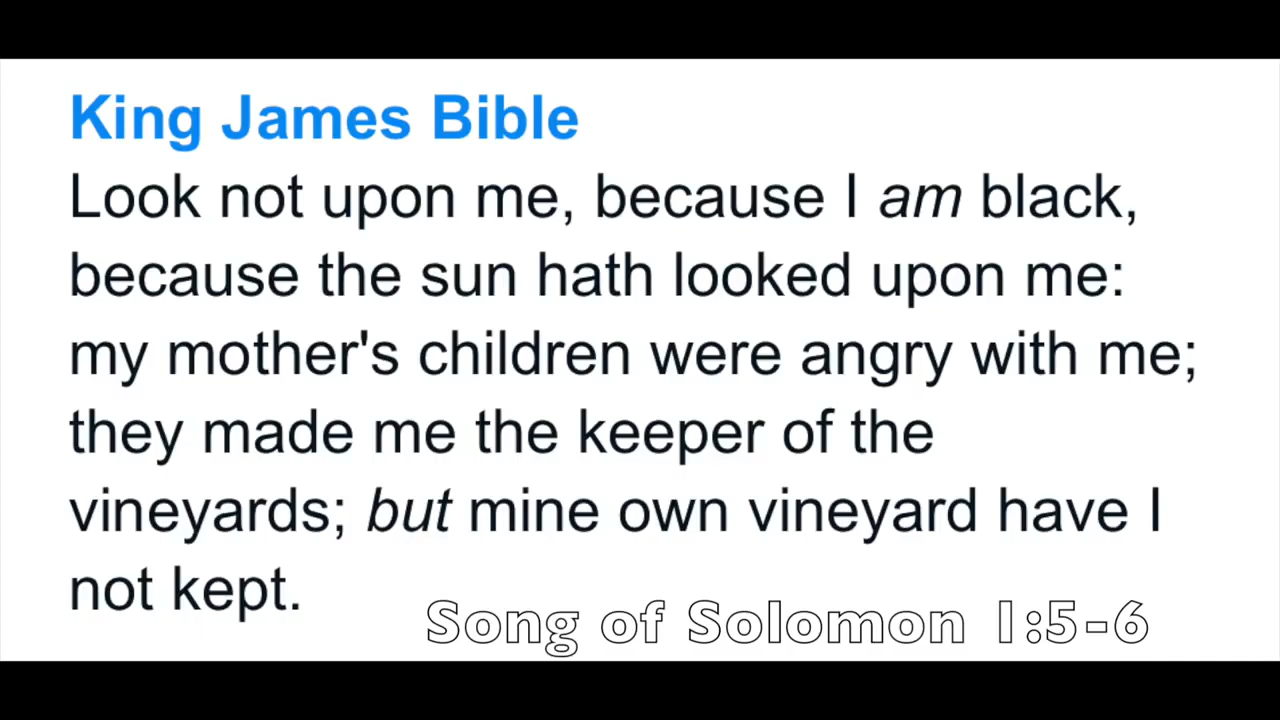 King James Bible
Look not upon me, because I am black,
because the sun hath looked upon me:
my mother's children were angry with me;
they made me the keeper of the
vineyards; but mine own vineyard have I
not kept.
Song of Solomon 1:5-6